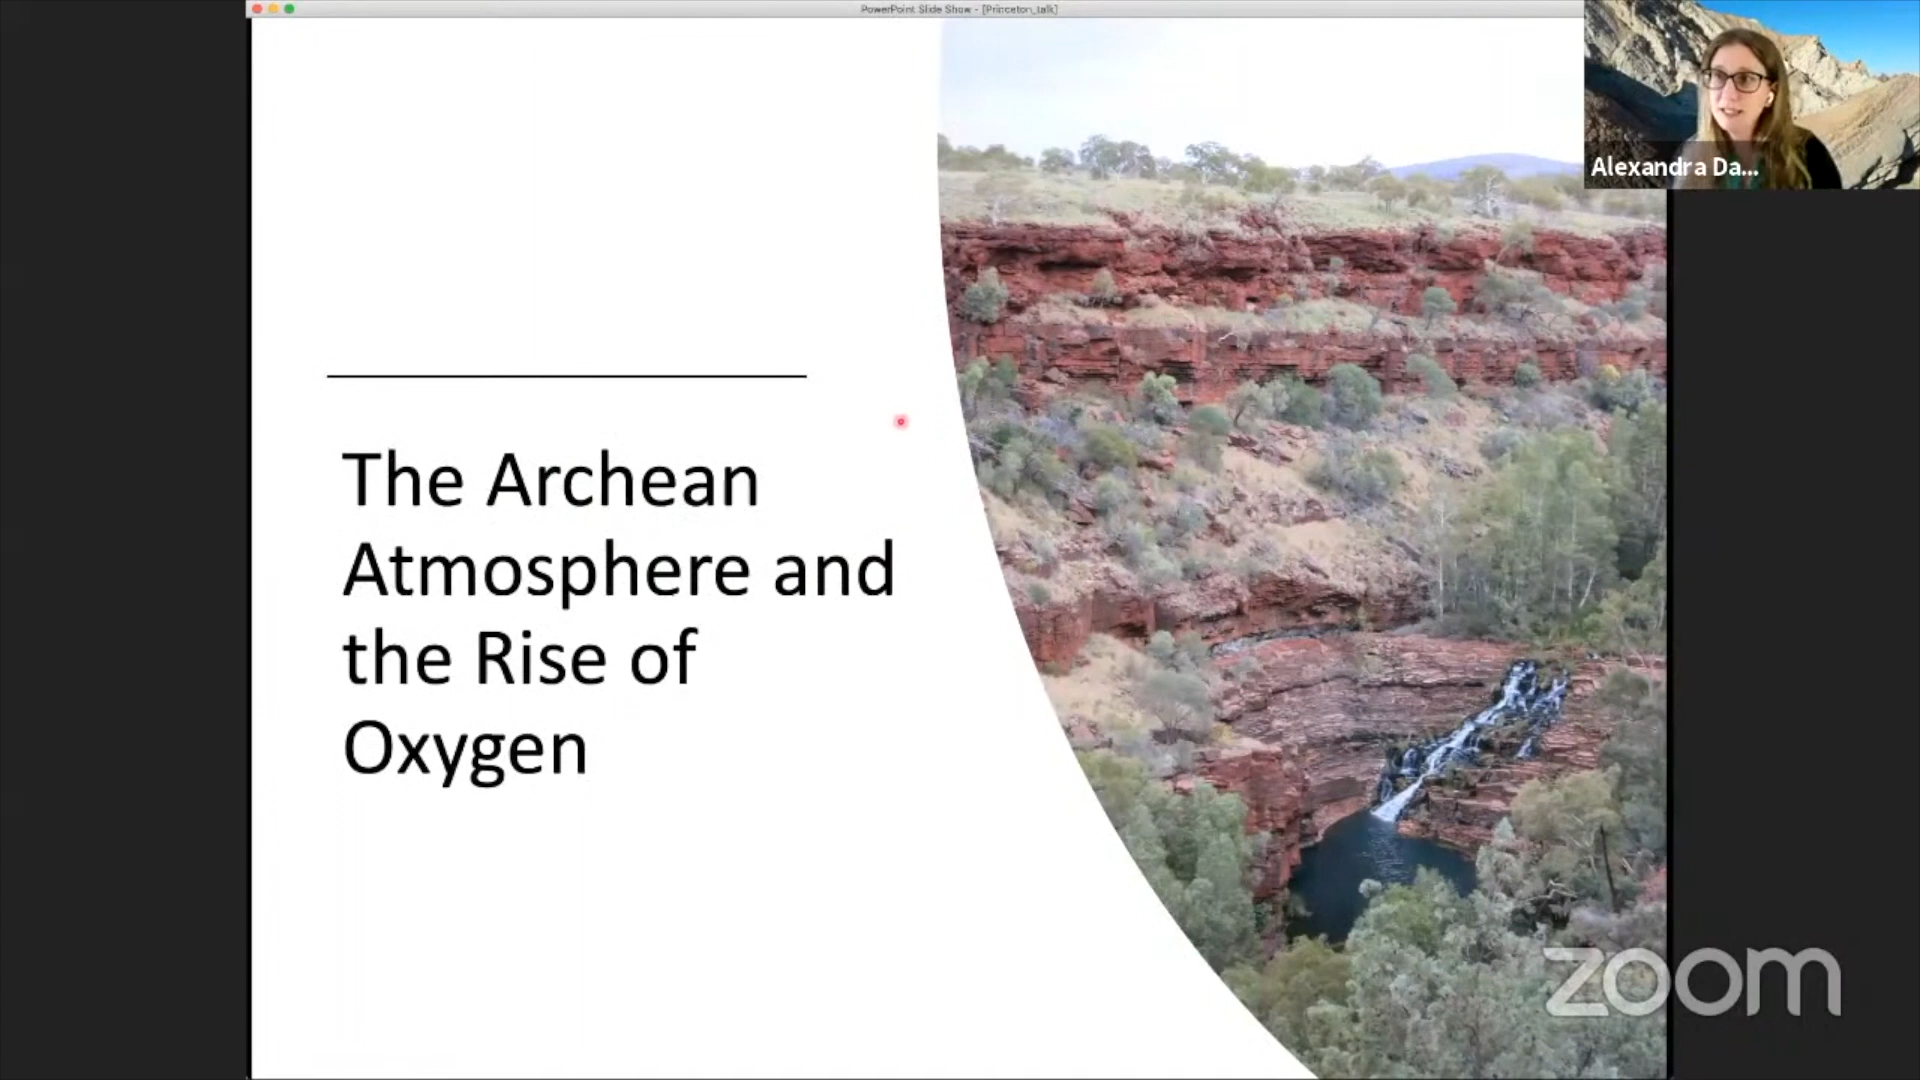 PowerPoint Slide Show - [Princeton_talk]
Alexandra Da...
The Archean
Atmosphere and
the Rise of
Oxygen
zoom